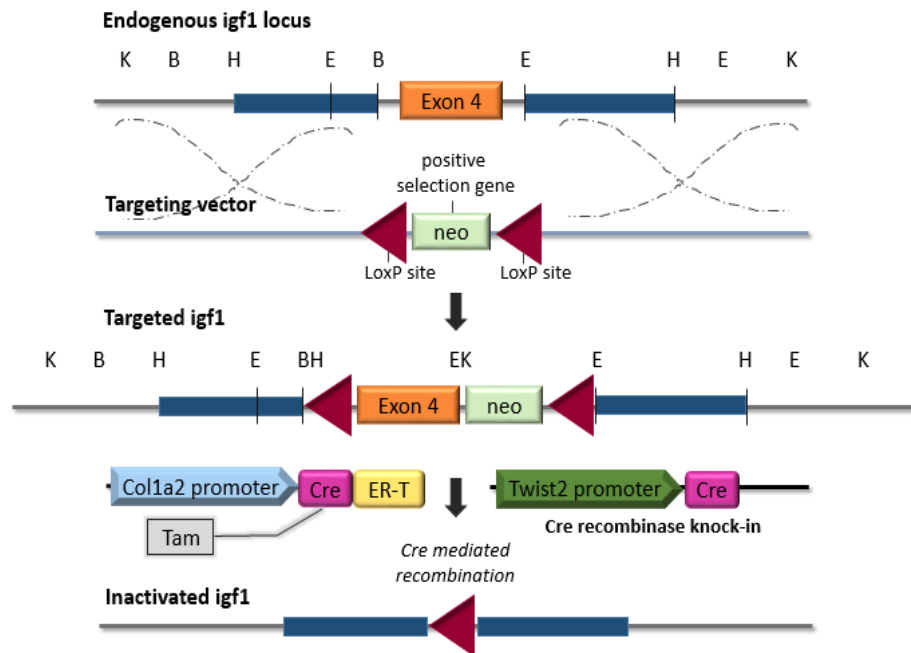 Endogenous igf1 locus
K B H E B E H E K
Exon 4
positive
selection gene
Targeting vector
neo
LoxP site LoxP site
Targeted igf1
K B H E BH EK E H E K
Exon 4 neo
Col1a2 promoter Cre ER-T Twist2 promoter Cre
Cre recombinase knock-in
Tam
Cre mediated
recombination
Inactivated igf1